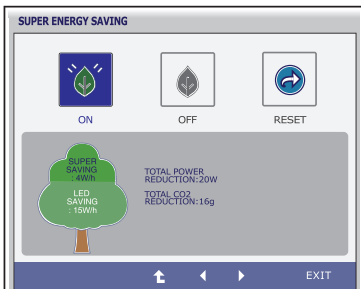 SUPER ENERGY SAVING
ON OFF RESET
SUPER
SAVING
: 4W/h
LED
SAVING
: 15W/h
TOTAL POWER
REDUCTION:20W
TOTAL CO2
REDUCTION:16g
EXIT